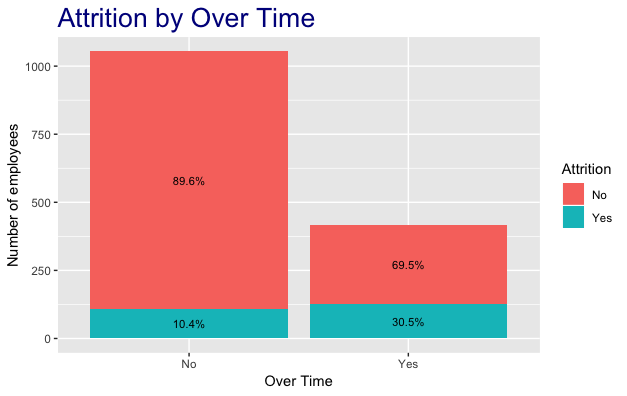 Attrition by Over Time
Number of employees
1000
750
500
250
0
89.6%
10.4%
69.5%
30.5%
No
Yes
Over Time
Attrition
No
Yes